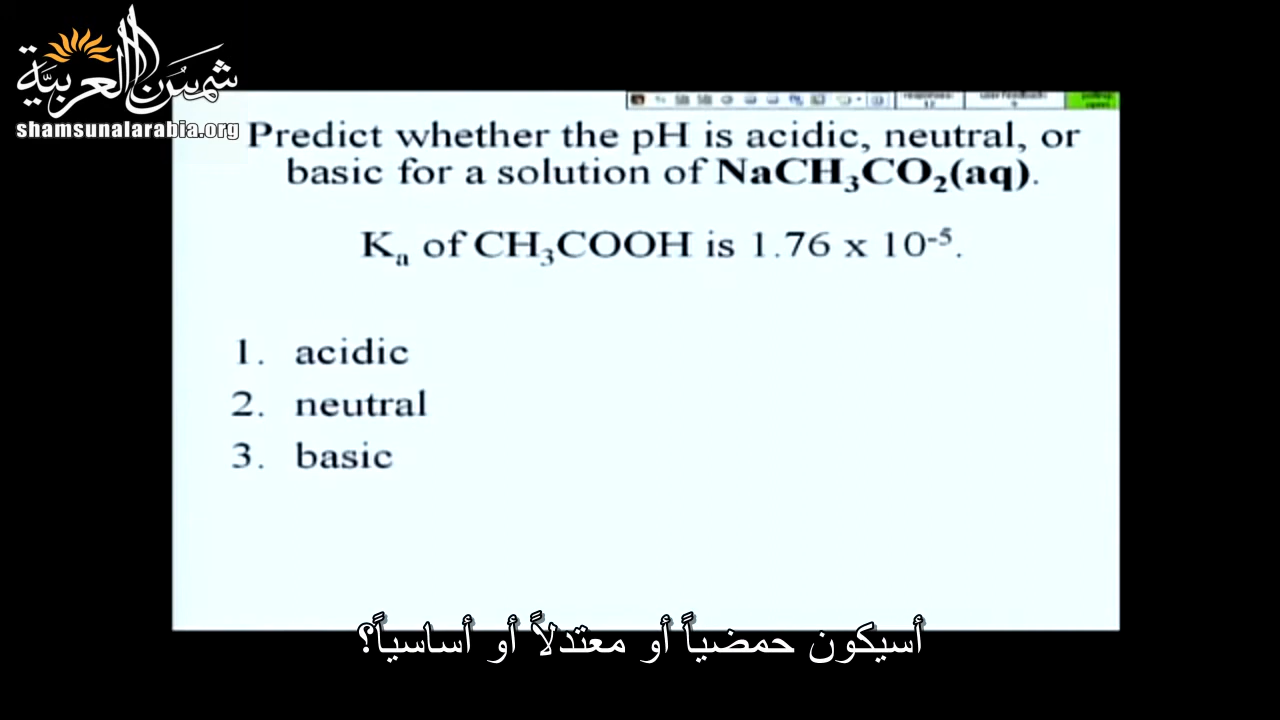 شمس العربية
shamsunalarabia.org
Predict whether the pH is acidic, neutral, or
basic for a solution of NaCH₃CO₂(aq).
Kₐ of CH₃COOH is 1.76 x 10⁻⁵.
1. acidic
2. neutral
3. basic
أسيكون حمضياً أو معتدلاً أو أساسياً؟